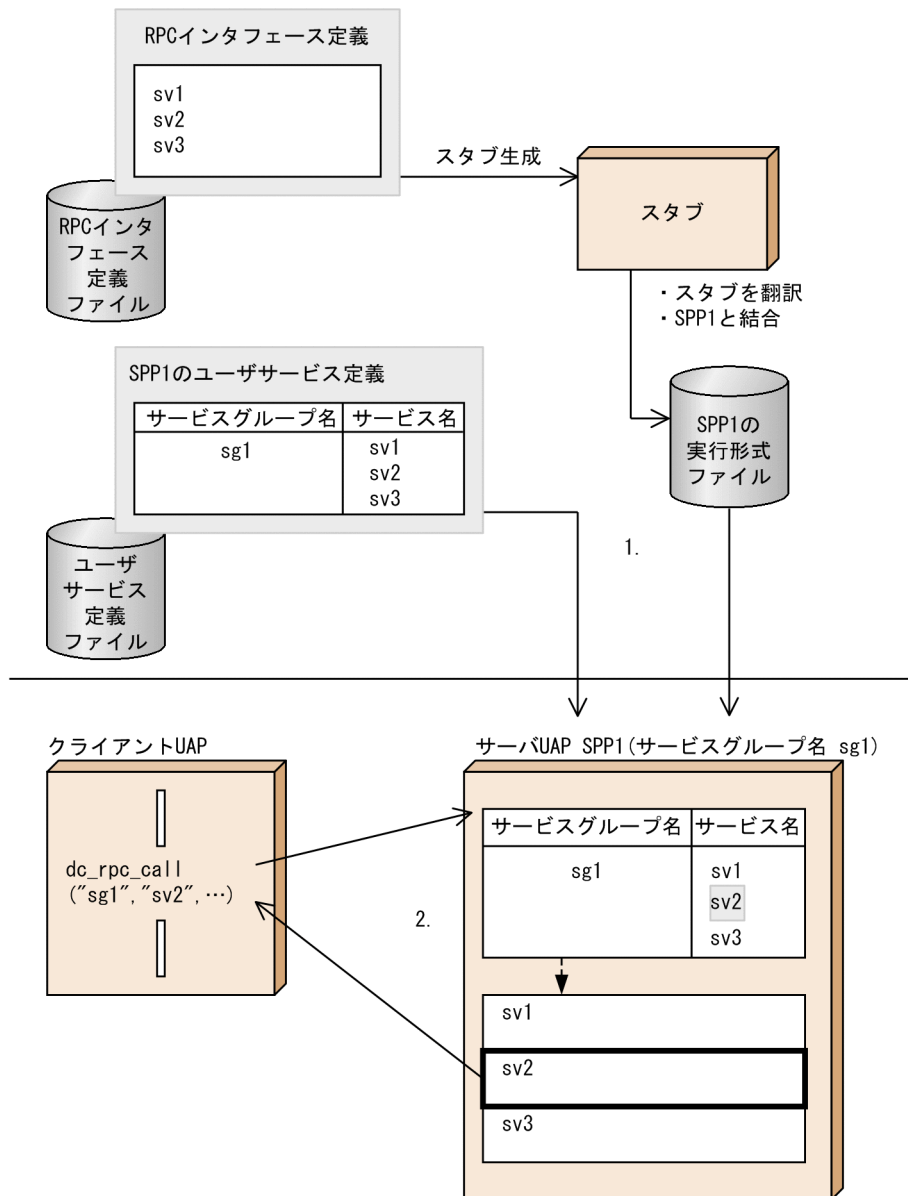 RPCインタフェース定義
sv1
sv2
sv3
スタブ生成
スタブ
RPCインタ
フェース
定義
ファイル
・スタブを翻訳
・SPP1と結合
SPP1のユーザサービス定義
サービスグループ名 サービス名
sg1 sv1
sv2
sv3
SPP1の
実行形式
ファイル
1.
ユーザ
サービス
定義
ファイル
クライアントUAP
サーバUAP SPP1(サービスグループ名 sg1)
サービスグループ名 サービス名
sg1 sv1
sv2
sv3
dc_rpc_call
("sg1","sv2",…)
2.
sv1
sv2
sv3